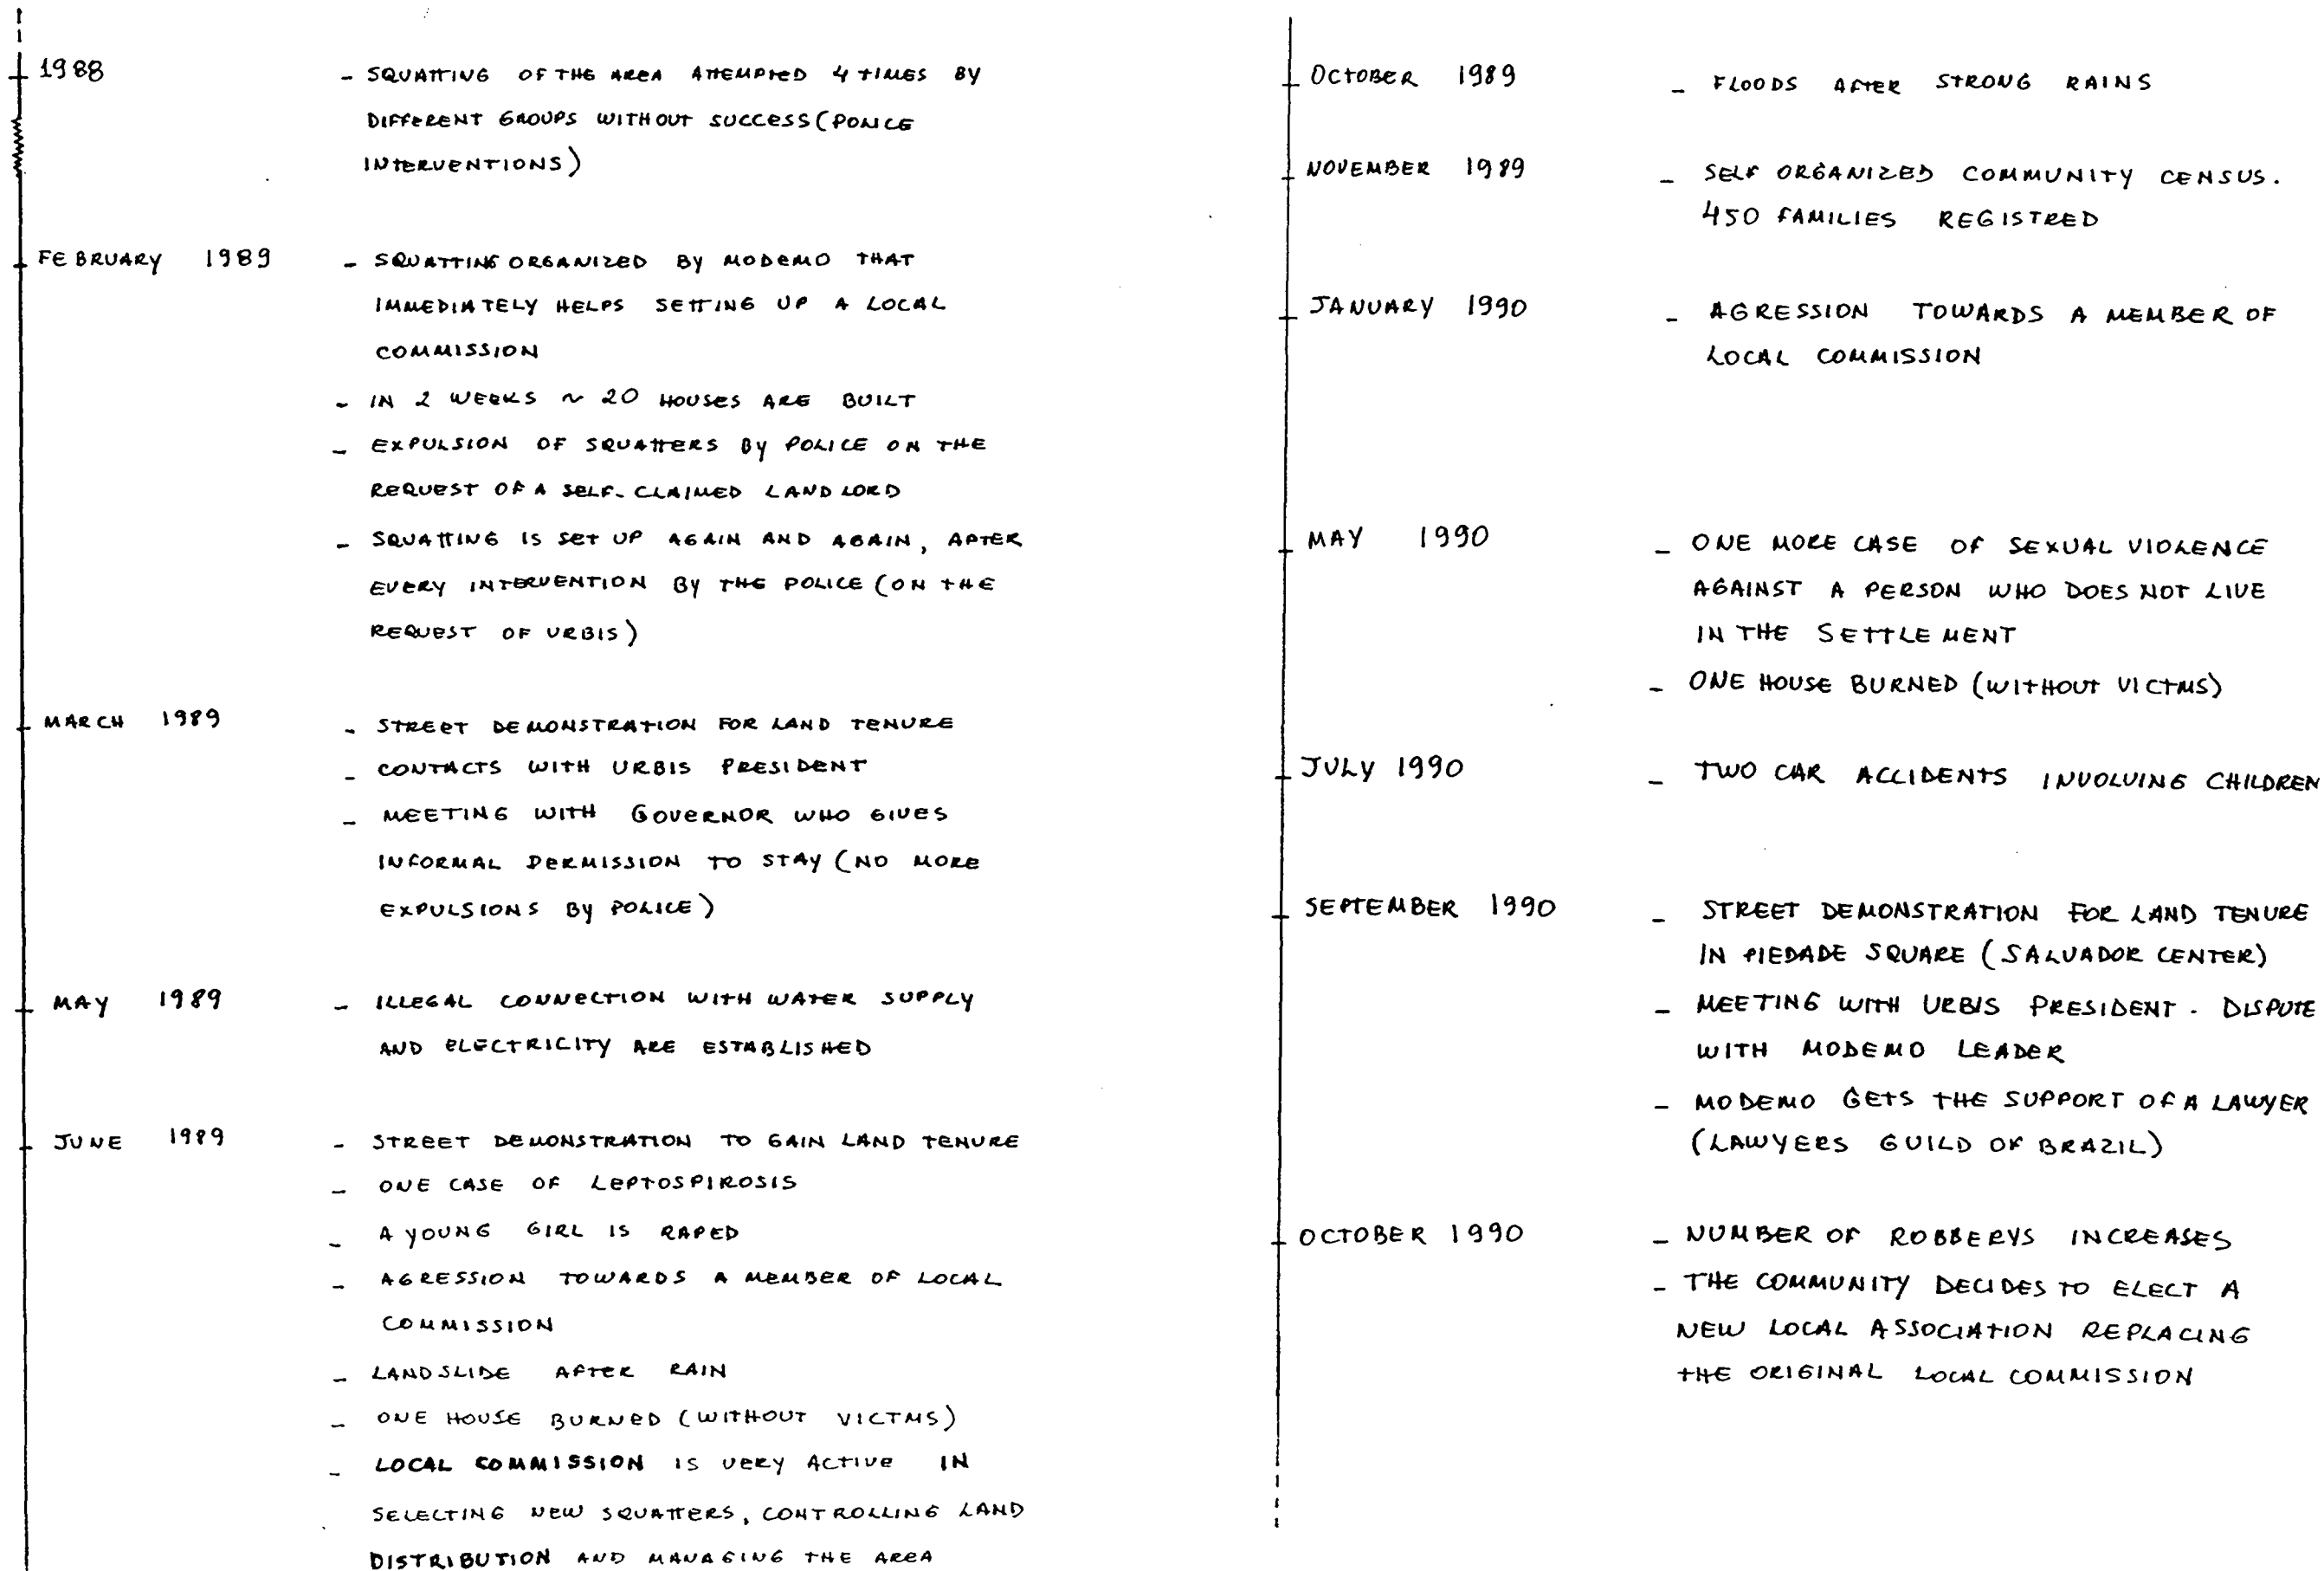 1988
- SQUATTING OF THE AREA ATTEMPTED 4 TIMES BY
DIFFERENT GROUPS WITHOUT SUCCESS (POLICE
INTERVENTIONS)
FEBRUARY 1989
- SQUATTING ORGANIZED BY MODEMO THAT
IMMEDIATELY HELPS SETTING UP A LOCAL
COMMISSION
- IN 2 WEEKS ~ 20 HOUSES ARE BUILT
- EXPULSION OF SQUATTERS BY POLICE ON THE
REQUEST OF A SELF-CLAIMED LANDLORD
- SQUATTING IS SET UP AGAIN AND AGAIN, AFTER
EVERY INTERVENTION BY THE POLICE (ON THE
REQUEST OF URBIS)
MARCH 1989
- STREET DEMONSTRATION FOR LAND TENURE
- CONTACTS WITH URBIS PRESIDENT
- MEETING WITH GOVERNOR WHO GIVES
INFORMAL PERMISSION TO STAY (NO MORE
EXPULSIONS BY POLICE)
MAY 1989
- ILLEGAL CONNECTION WITH WATER SUPPLY
AND ELECTRICITY ARE ESTABLISHED
JUNE 1989
- STREET DEMONSTRATION TO GAIN LAND TENURE
- ONE CASE OF LEPTOSPIROSIS
- A YOUNG GIRL IS RAPED
- AGRESSION TOWARDS A MEMBER OF LOCAL
COMMISSION
- LANDSLIDE AFTER RAIN
- ONE HOUSE BURNED (WITHOUT VICTMS)
- LOCAL COMMISSION IS VERY ACTIVE IN
SELECTING NEW SQUATTERS, CONTROLLING LAND
DISTRIBUTION AND MANAGING THE AREA
OCTOBER 1989
- FLOODS AFTER STRONG RAINS
NOVEMBER 1989
- SELF ORGANIZED COMMUNITY CENSUS.
450 FAMILIES REGISTRED
JANUARY 1990
- AGRESSION TOWARDS A MEMBER OF
LOCAL COMMISSION
MAY 1990
- ONE MORE CASE OF SEXUAL VIOLENCE
AGAINST A PERSON WHO DOES NOT LIVE
IN THE SETTLEMENT
- ONE HOUSE BURNED (WITHOUT VICTMS)
JULY 1990
- TWO CAR ACCIDENTS INVOLVING CHILDREN
SEPTEMBER 1990
- STREET DEMONSTRATION FOR LAND TENURE
IN PIEDADE SQUARE (SALVADOR CENTER)
- MEETING WITH URBIS PRESIDENT. DISPUTE
WITH MODEMO LEADER
- MODEMO GETS THE SUPPORT OF A LAWYER
(LAWYERS GUILD OF BRAZIL)
OCTOBER 1990
- NUMBER OF ROBBERYS INCREASES
- THE COMMUNITY DECIDES TO ELECT A
NEW LOCAL ASSOCIATION REPLACING
THE ORIGINAL LOCAL COMMISSION